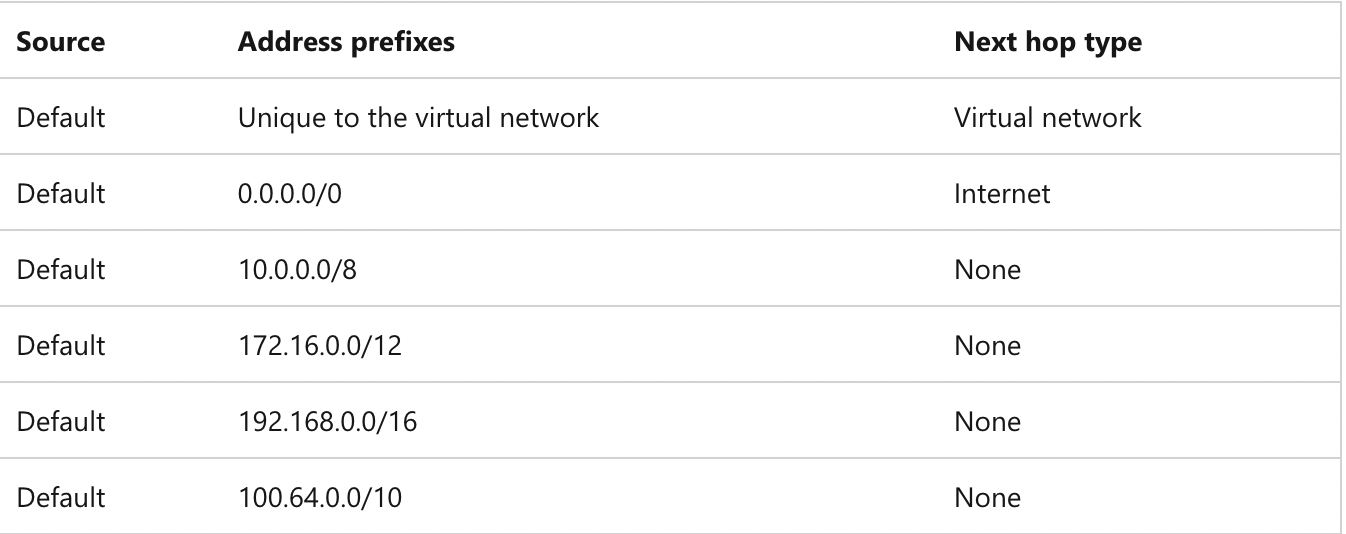 Source Address prefixes Next hop type
Default Unique to the virtual network Virtual network
Default 0.0.0.0/0 Internet
Default 10.0.0.0/8 None
Default 172.16.0.0/12 None
Default 192.168.0.0/16 None
Default 100.64.0.0/10 None